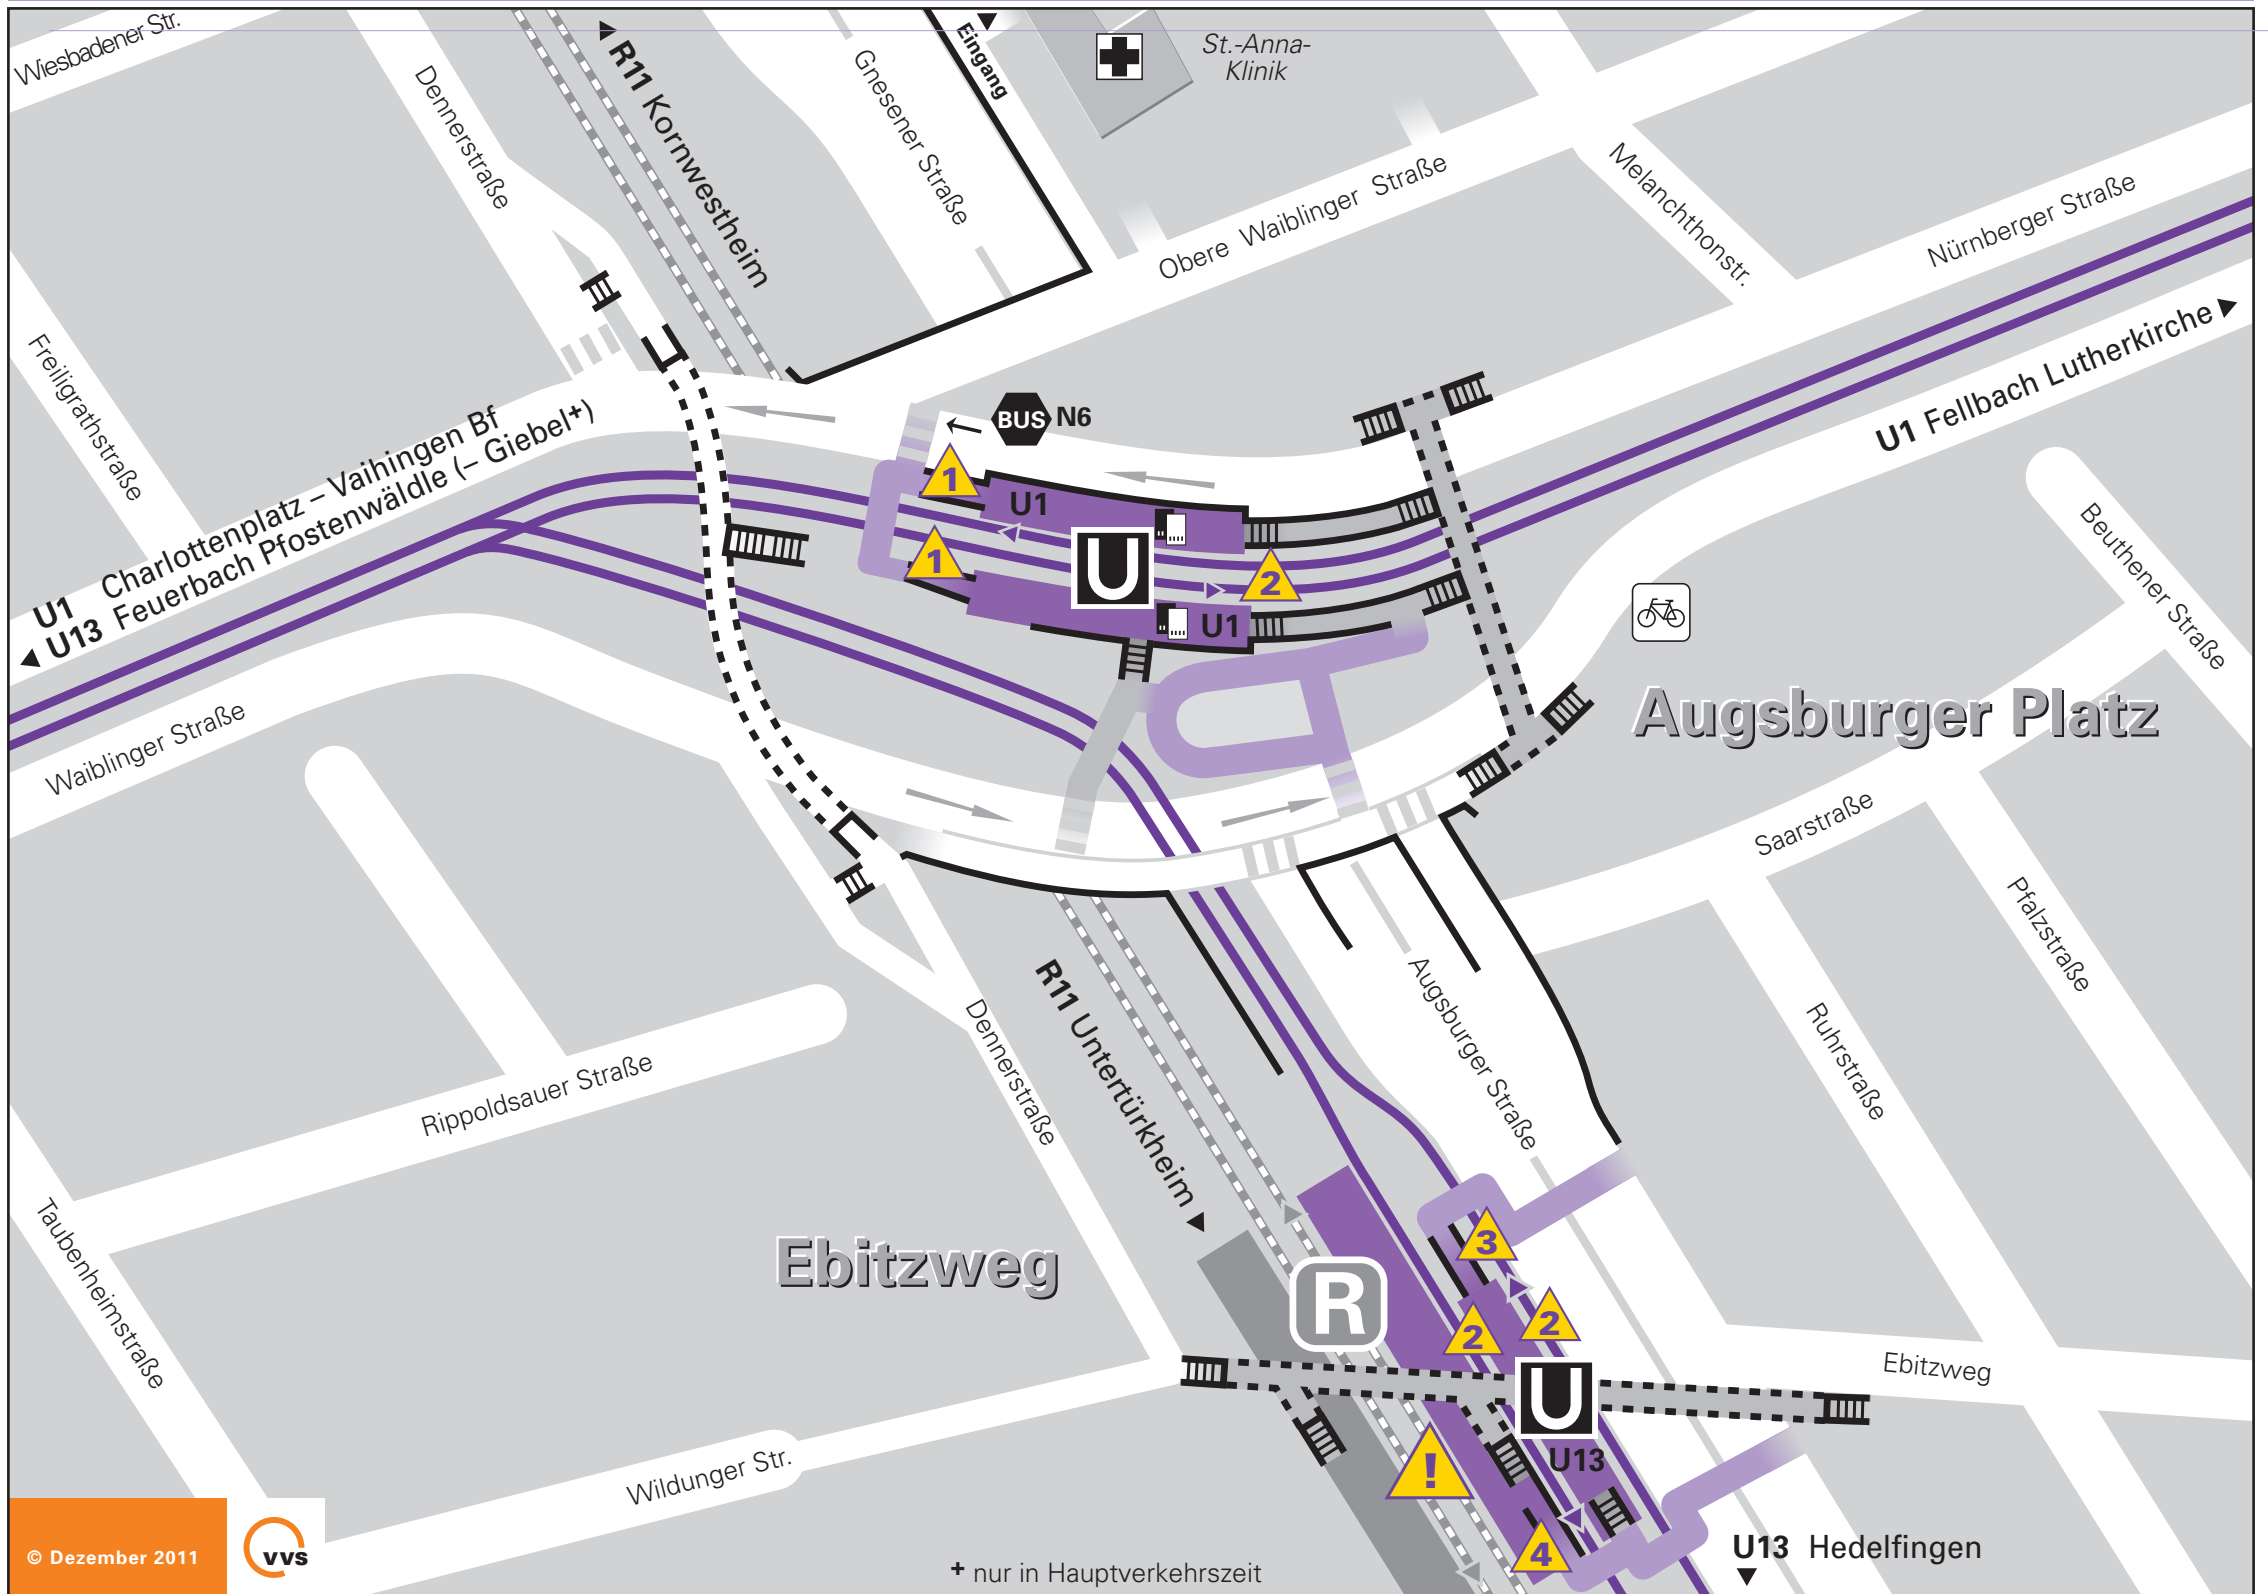 Wiesbadener Str.
Dennerstraße
R11 Kornwestheim
Gnesener Straße
Eingang
St.-Anna-
Klinik
Obere Waiblinger Straße
Melanchthonstr.
Nürnberger Straße
Freiligrathstraße
U1 Charlottenplatz – Vaihingen Bf
U13 Feuerbach Pfostenwäldle (– Giebel+)
BUS N6
U1 Fellbach Lutherkirche
1
U1
U
1
2
U1
Beuthener Straße
Augsburger Platz
Waiblinger Straße
Saarstraße
Pfalzstraße
Ruhrstraße
R11 Untertürkheim
Augsburger Straße
Dennerstraße
Rippoldsauer Straße
Taubenheimstraße
Ebitzweg
3
R
2
2
U
Ebitzweg
U13
!
Wildunger Str.
4
U13 Hedelfingen
© Dezember 2011
vvs
+ nur in Hauptverkehrszeit